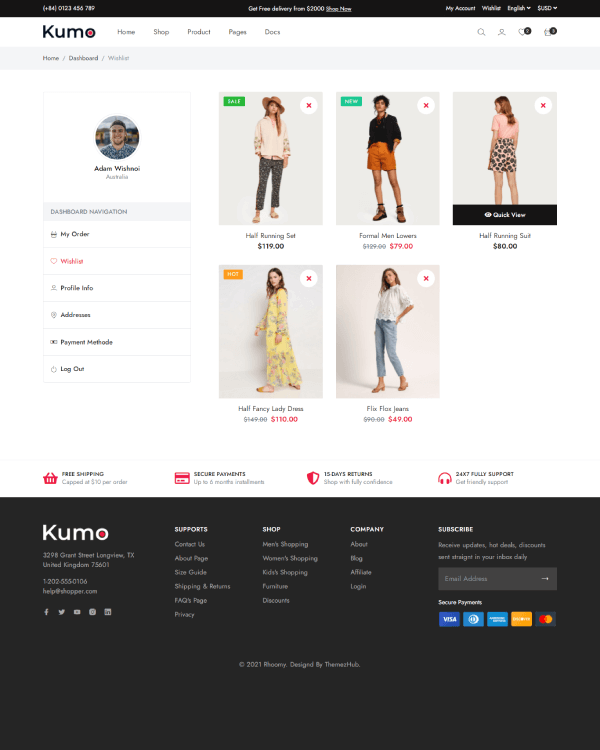 (+84) 0123 456 789
Get Free delivery from $2000 Shop Now
My Account Wishlist English $USD
Kumo
Home Shop Product Pages Docs
0 0
Home / Dashboard / Wishlist
Adam Wishnoi
Australia
DASHBOARD NAVIGATION
My Order
Wishlist
Profile Info
Addresses
Payment Methode
Log Out
SALE
Half Running Set
$119.00
NEW
Formal Men Lowers
$129.00 $79.00
Quick View
Half Running Suit
$80.00
HOT
Half Fancy Lady Dress
$149.00 $110.00
Flix Flox Jeans
$90.00 $49.00
FREE SHIPPING
Capped at $10 per order
SECURE PAYMENTS
Up to 6 months installments
15-DAYS RETURNS
Shop with fully confidence
24X7 FULLY SUPPORT
Get friendly support
Kumo
3298 Grant Street Longview, TX
United Kingdom 75601
1-202-555-0106
help@shopper.com
SUPPORTS
Contact Us
About Page
Size Guide
Shipping & Returns
FAQ's Page
Privacy
SHOP
Men's Shopping
Women's Shopping
Kid's Shopping
Furniture
Discounts
COMPANY
About
Blog
Affiliate
Login
SUBSCRIBE
Receive updates, hot deals, discounts
sent straignt in your inbox daily
Email Address
Secure Payments
VISA
© 2021 Rhoomy. Designd By ThemezHub.